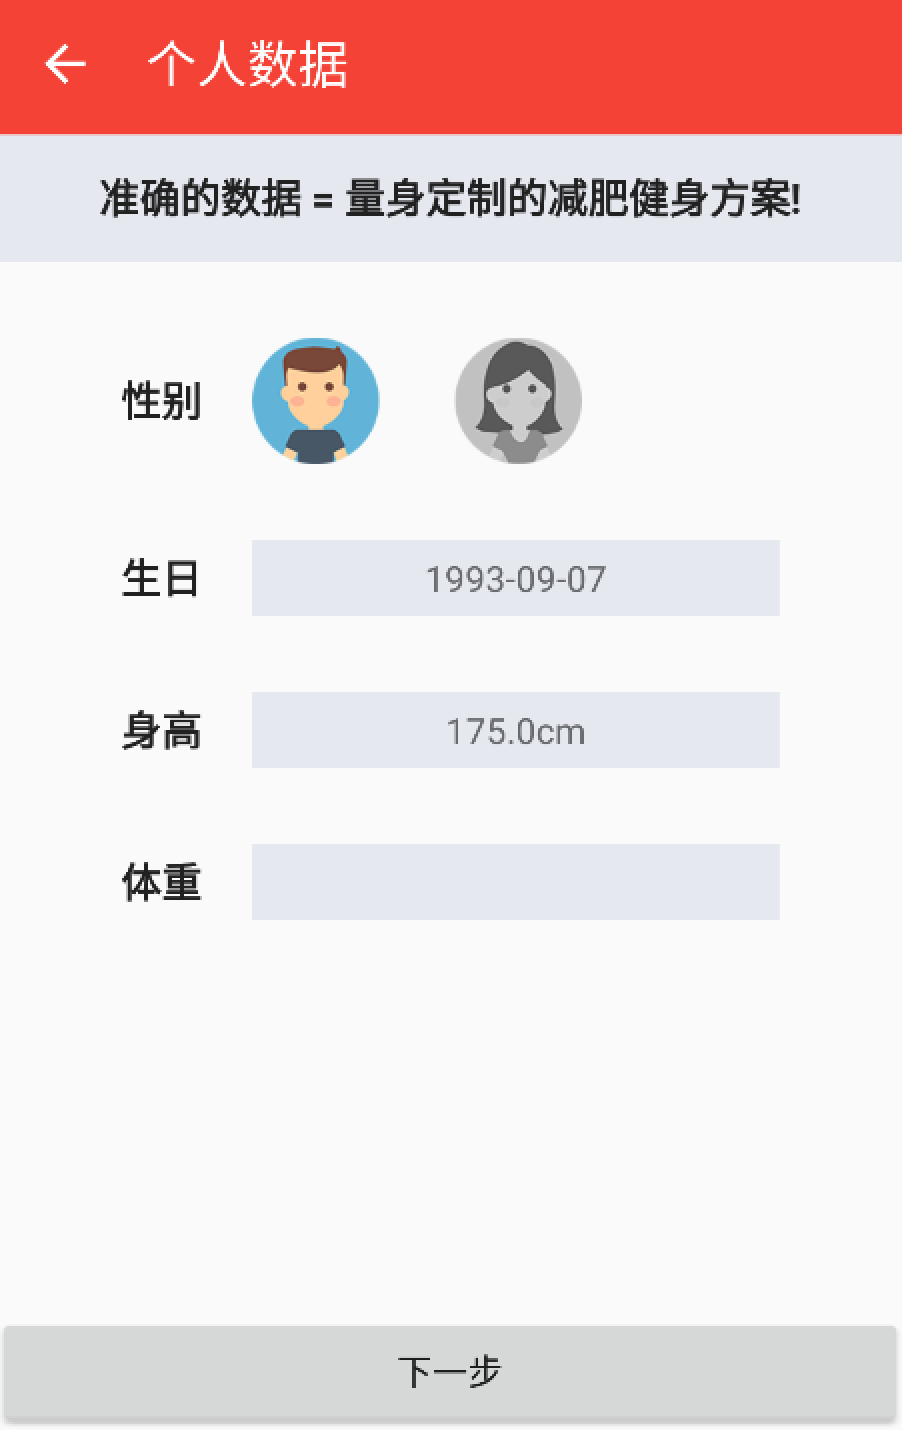 个人数据
准确的数据 = 量身定制的减肥健身方案!
性别
生日 1993-09-07
身高 175.0cm
体重
下一步